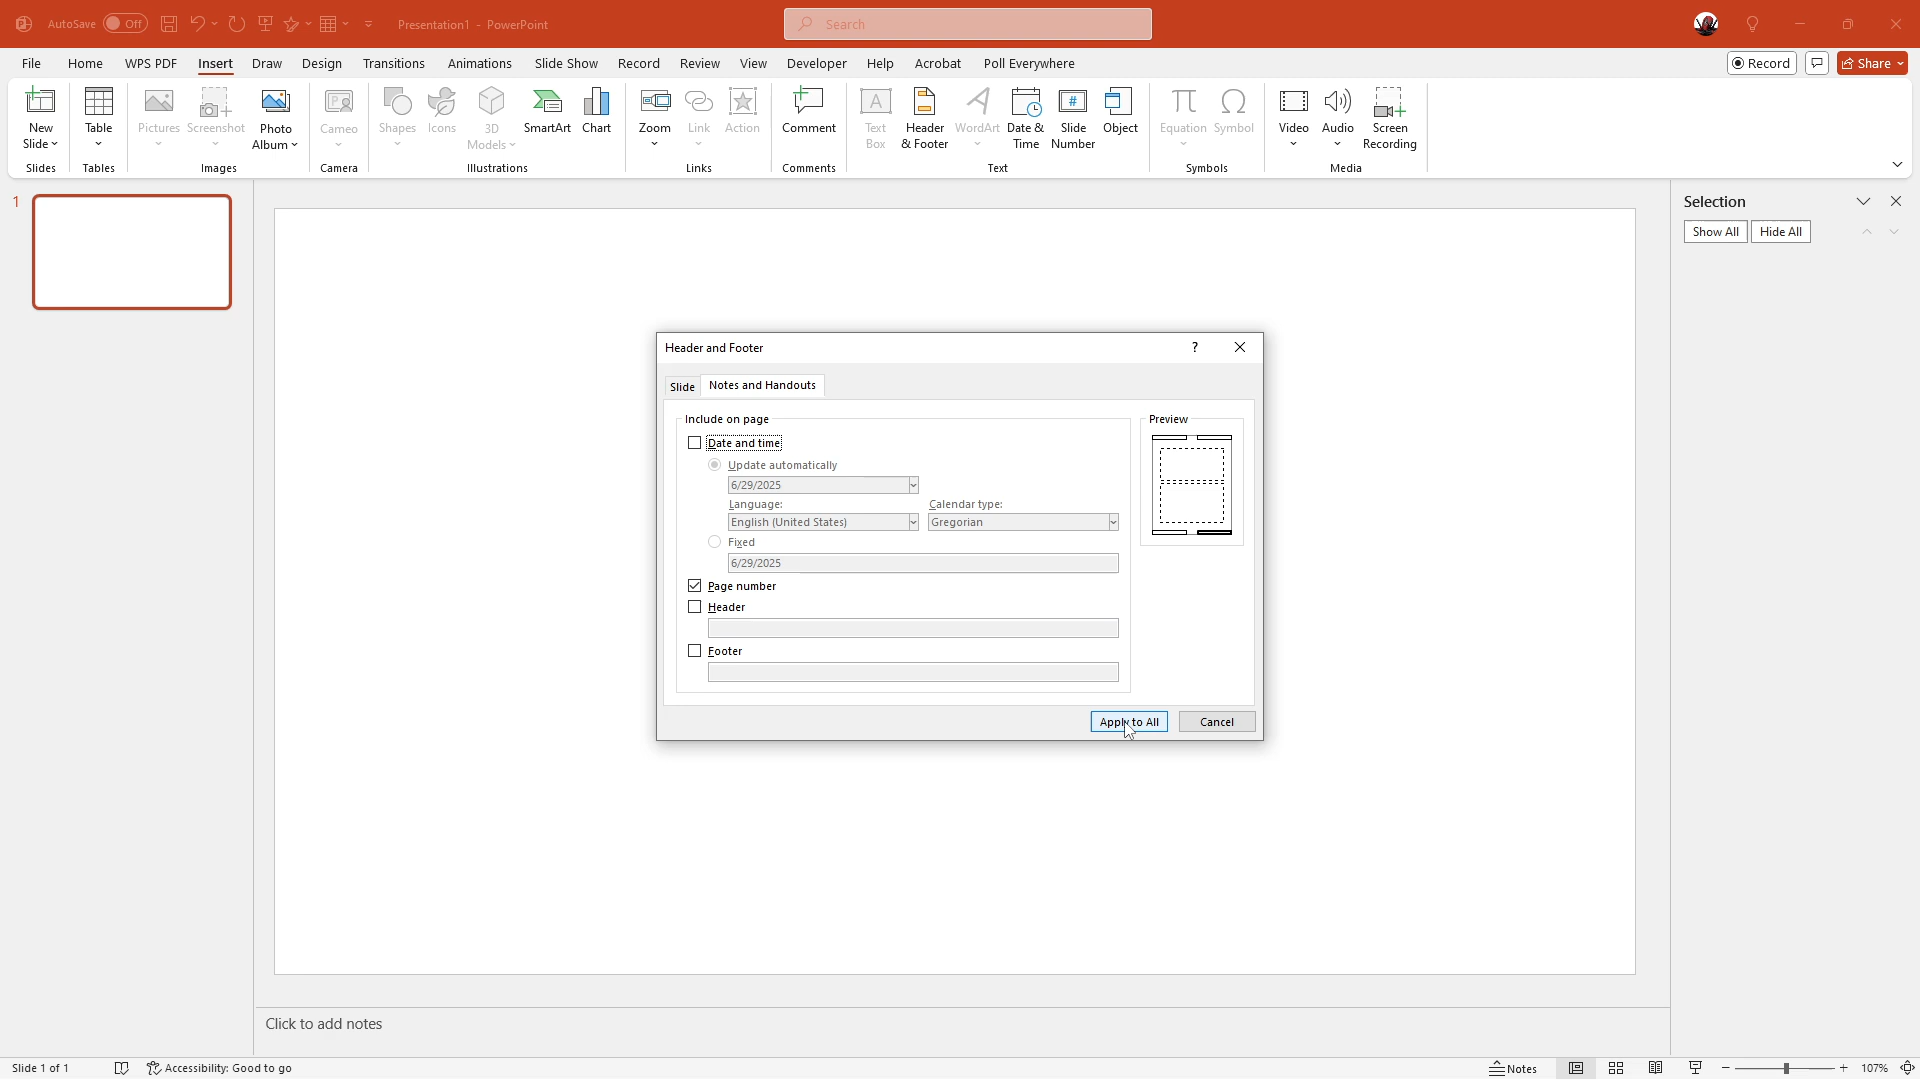 AutoSave Off Presentation1 - PowerPoint Search
File Home WPS PDF Insert Draw Design Transitions Animations Slide Show Record Review View Developer Help Acrobat Poll Everywhere Record Share
New Slide Table Pictures Screenshot Photo Album Cameo Shapes Icons 3D Models SmartArt Chart Zoom Link Action Comment Text Box Header & Footer WordArt Date & Time Slide Number Object Equation Symbol Video Audio Screen Recording
Slides Tables Images Camera Illustrations Links Comments Text Symbols Media
1
Selection
Show All Hide All
Header and Footer ?
Slide Notes and Handouts
Include on page Preview
Date and time
Update automatically
6/29/2025
Language: Calendar type:
English (United States) Gregorian
Fixed
6/29/2025
Page number
Header
Footer
Apply to All Cancel
Click to add notes
Slide 1 of 1 Accessibility: Good to go Notes 107%